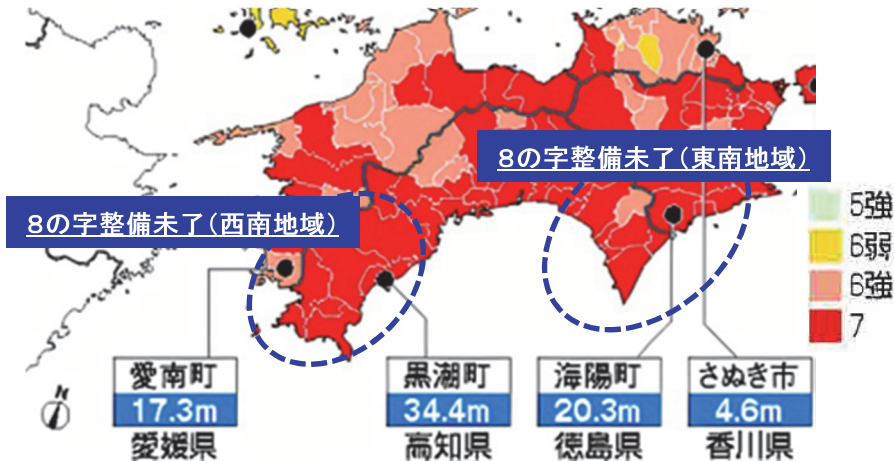 8の字整備未了(東南地域)
8の字整備未了(西南地域)
5強
6弱
6強
7
N
愛南町
17.3m
愛媛県
黒潮町
34.4m
高知県
海陽町
20.3m
徳島県
さぬき市
4.6m
香川県